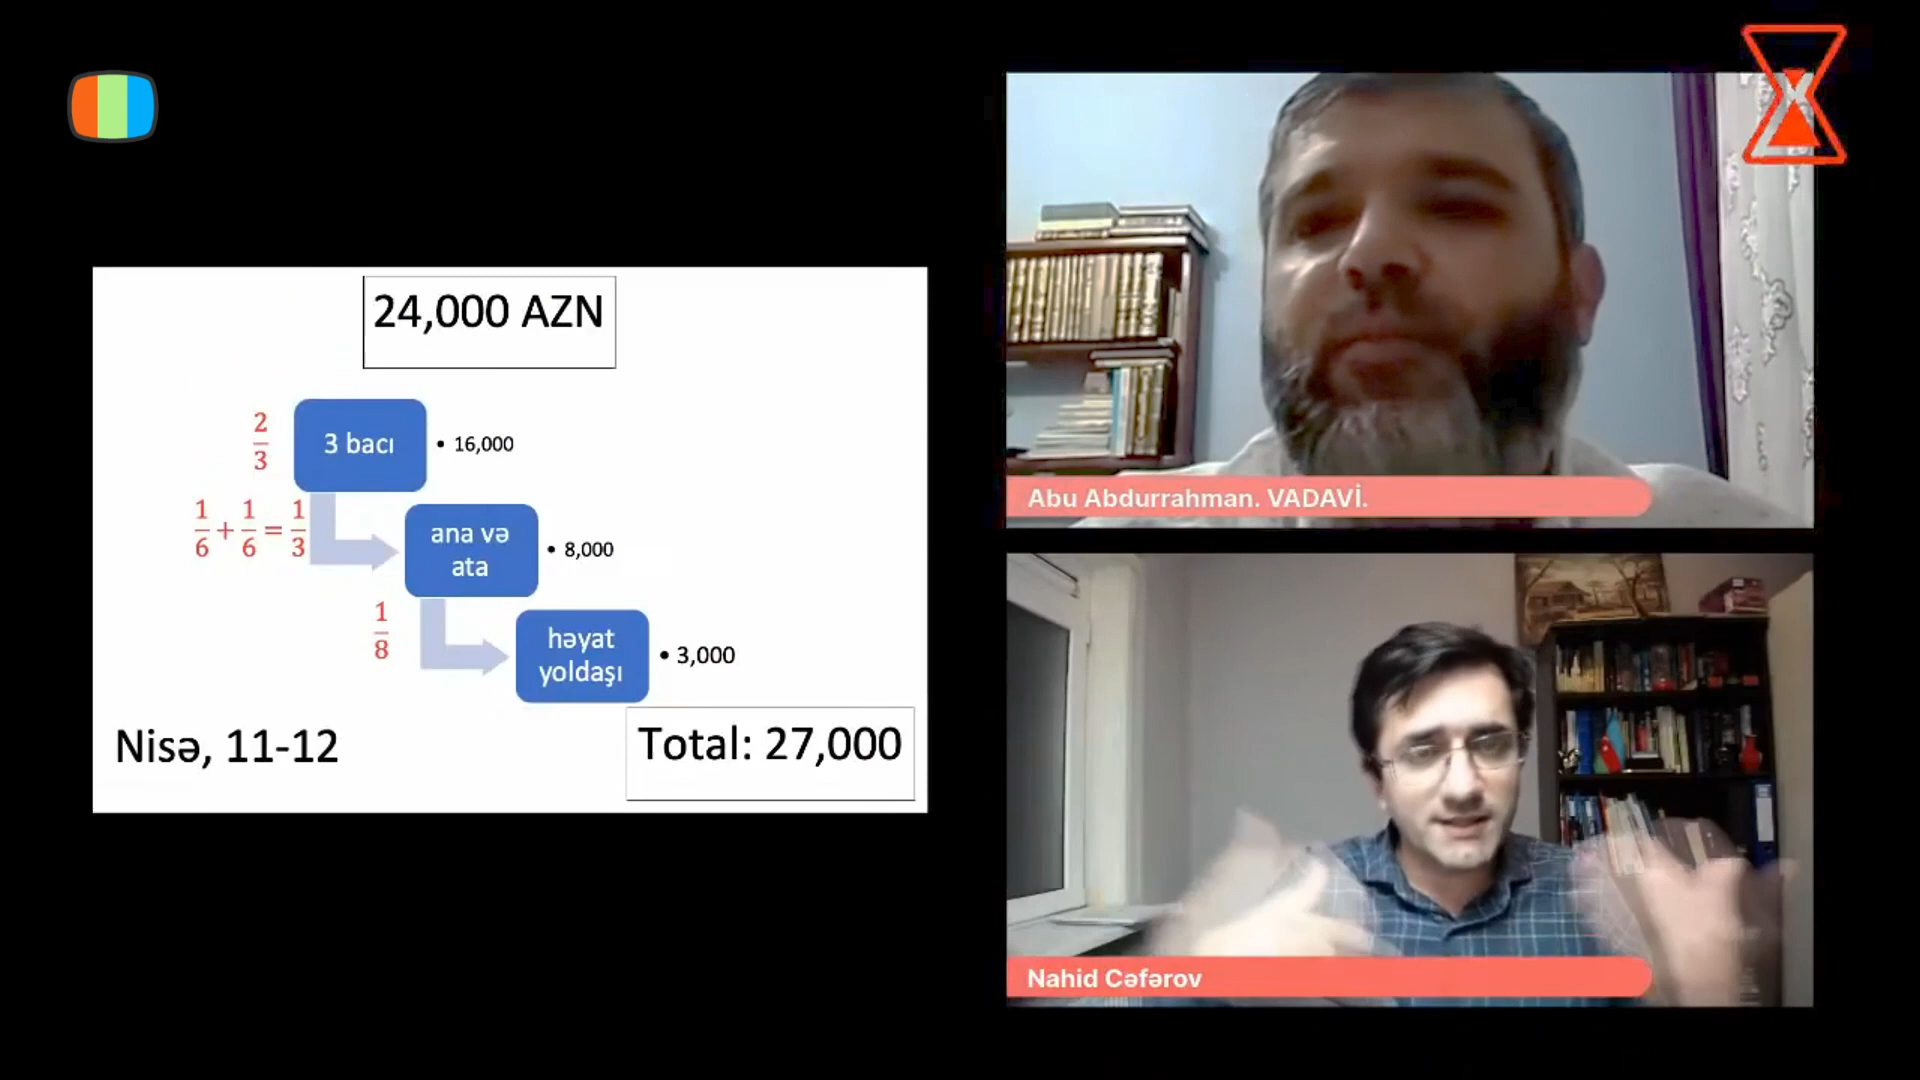 24,000 AZN
2/3
3 bacı
• 16,000
1/6 + 1/6 = 1/3
ana və
ata
• 8,000
1/8
həyat
yoldaşı
• 3,000
Nisə, 11-12
Total: 27,000
Abu Abdurrahman. VADAVİ.
Nahid Cəfərov